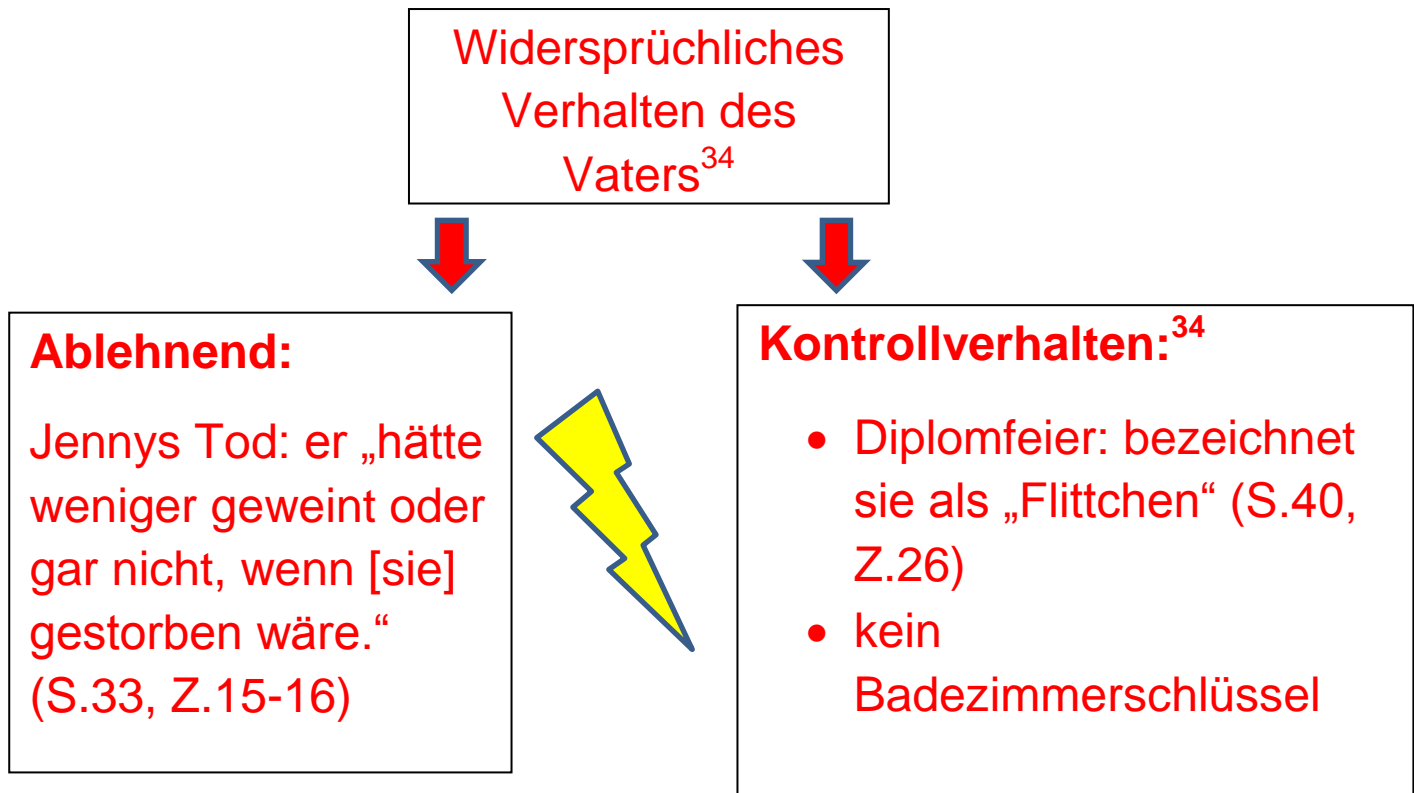 Widersprüchliches
Verhalten des
Vaters³⁴
Ablehnend:
Jennys Tod: er „hätte
weniger geweint oder
gar nicht, wenn [sie]
gestorben wäre.“
(S.33, Z.15-16)
Kontrollverhalten:³⁴
• Diplomfeier: bezeichnet
sie als „Flittchen“ (S.40,
Z.26)
• kein
Badezimmerschlüssel